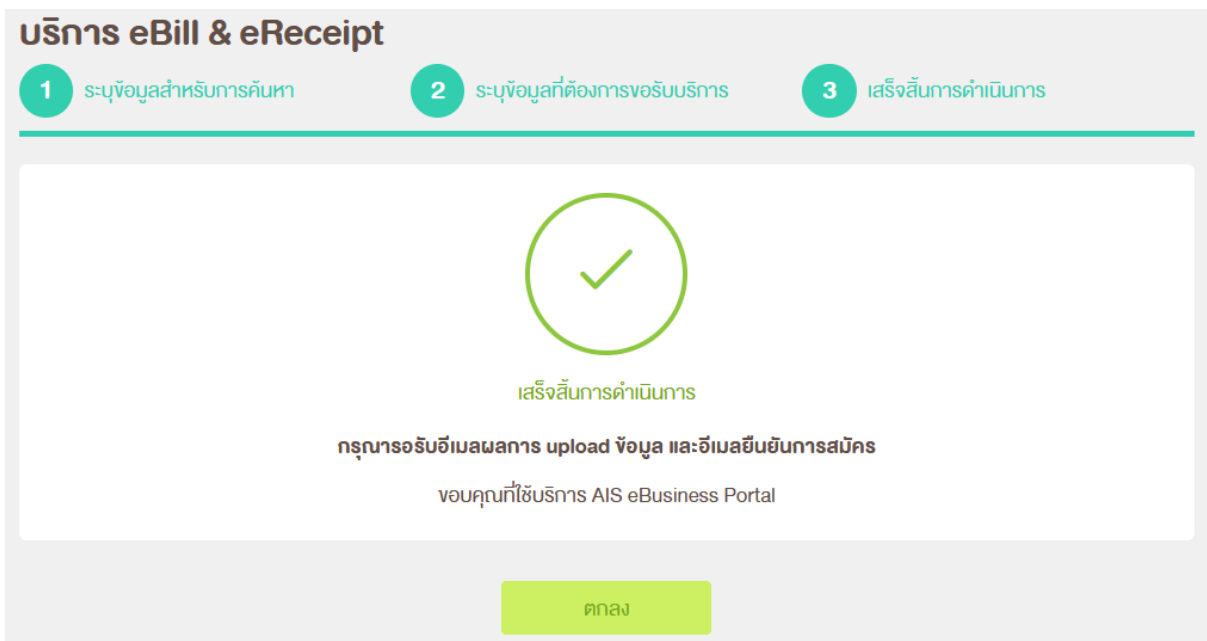 บริการ eBill & eReceipt
1 ระบุข้อมูลสำหรับการค้นหา 2 ระบุข้อมูลที่ต้องการขอรับบริการ 3 เสร็จสิ้นการดำเนินการ
เสร็จสิ้นการดำเนินการ
กรุณารอรับอีเมลผลการ upload ข้อมูล และอีเมลยืนยันการสมัคร
ขอบคุณที่ใช้บริการ AIS eBusiness Portal
ตกลง